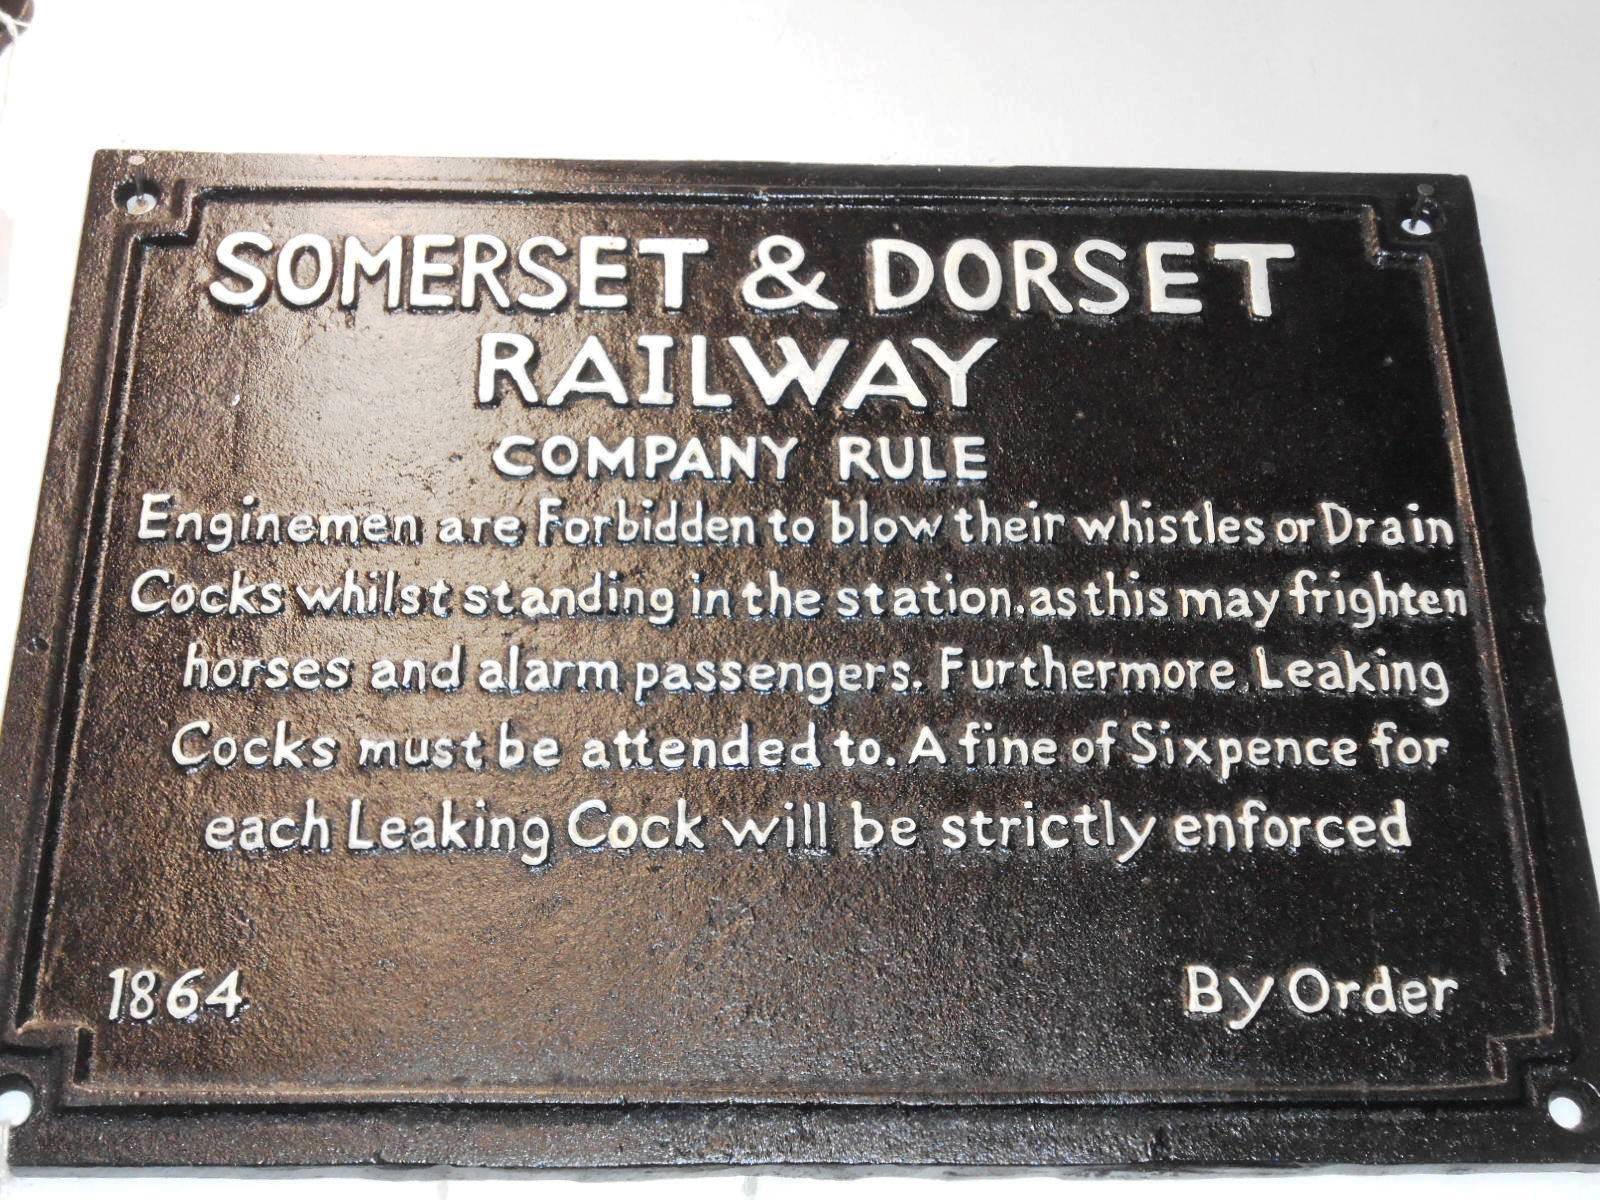 SOMERSET & DORSET
RAILWAY
COMPANY RULE
Enginemen are Forbidden to blow their whistles or Drain
Cocks whilst standing in the station. as this may frighten
horses and alarm passengers. Furthermore, Leaking
Cocks must be attended to. A fine of Sixpence for
each Leaking Cock will be strictly enforced
1864 By Order